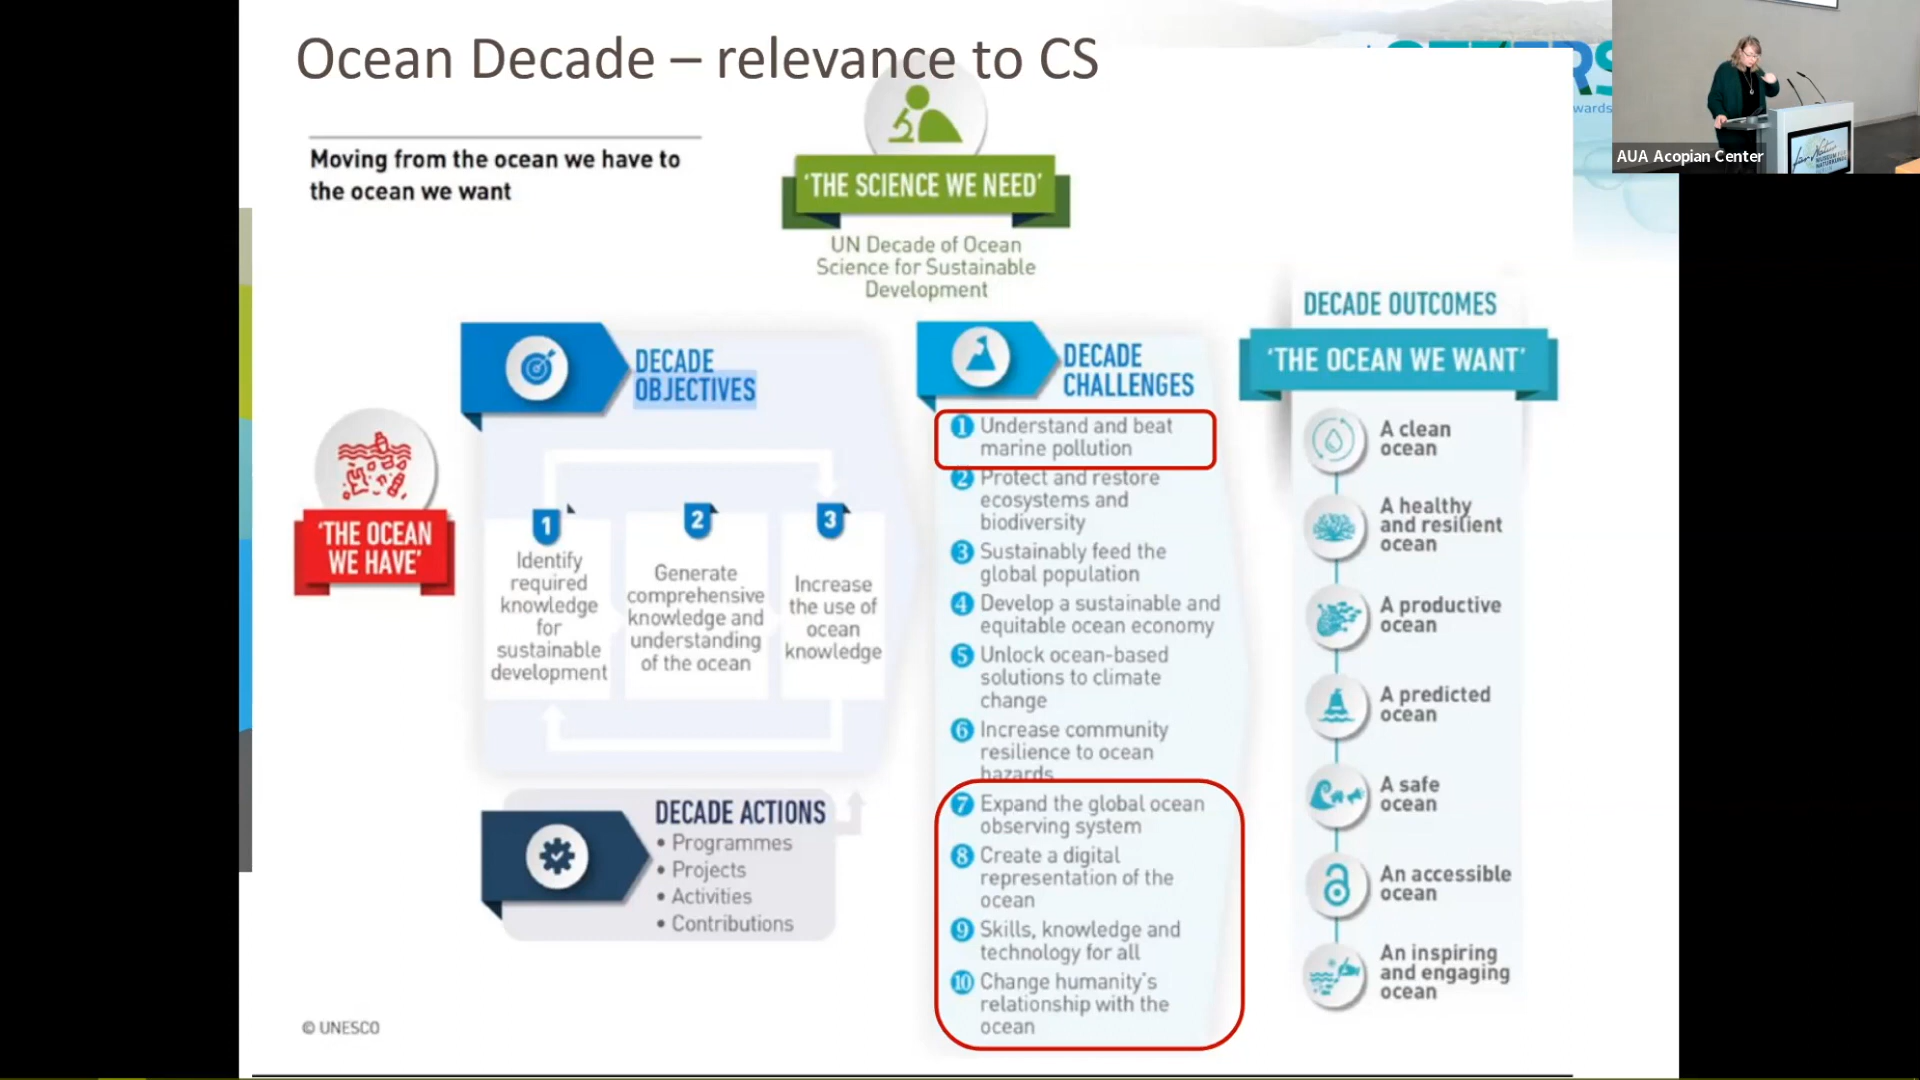 Ocean Decade – relevance to CS
Moving from the ocean we have to
the ocean we want
'THE SCIENCE WE NEED'
UN Decade of Ocean
Science for Sustainable
Development
'THE OCEAN
WE HAVE'
DECADE
OBJECTIVES
1
Identify
required
knowledge
for
sustainable
development
2
Generate
comprehensive
knowledge and
understanding
of the ocean
3
Increase
the use of
ocean
knowledge
DECADE ACTIONS
• Programmes
• Projects
• Activities
• Contributions
DECADE
CHALLENGES
1 Understand and beat
marine pollution
2 Protect and restore
ecosystems and
biodiversity
3 Sustainably feed the
global population
4 Develop a sustainable and
equitable ocean economy
5 Unlock ocean-based
solutions to climate
change
6 Increase community
resilience to ocean
hazards
7 Expand the global ocean
observing system
8 Create a digital
representation of the
ocean
9 Skills, knowledge and
technology for all
10 Change humanity's
relationship with the
ocean
DECADE OUTCOMES
'THE OCEAN WE WANT'
A clean
ocean
A healthy
and resilient
ocean
A productive
ocean
A predicted
ocean
A safe
ocean
An accessible
ocean
An inspiring
and engaging
ocean
© UNESCO
AUA Acopian Center
für Natur
MUSEUM FÜR
NATURKUNDE